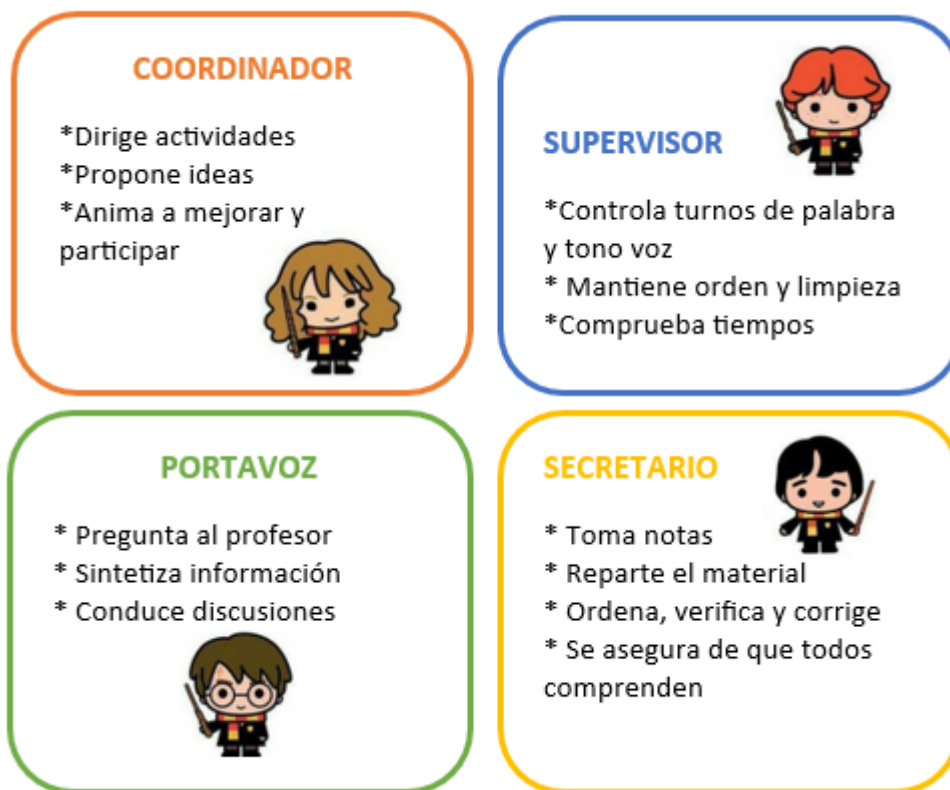 COORDINADOR
*Dirige actividades
*Propone ideas
*Anima a mejorar y
participar
SUPERVISOR
*Controla turnos de palabra
y tono voz
* Mantiene orden y limpieza
*Comprueba tiempos
PORTAVOZ
* Pregunta al profesor
* Sintetiza información
* Conduce discusiones
SECRETARIO
* Toma notas
* Reparte el material
* Ordena, verifica y corrige
* Se asegura de que todos
comprenden